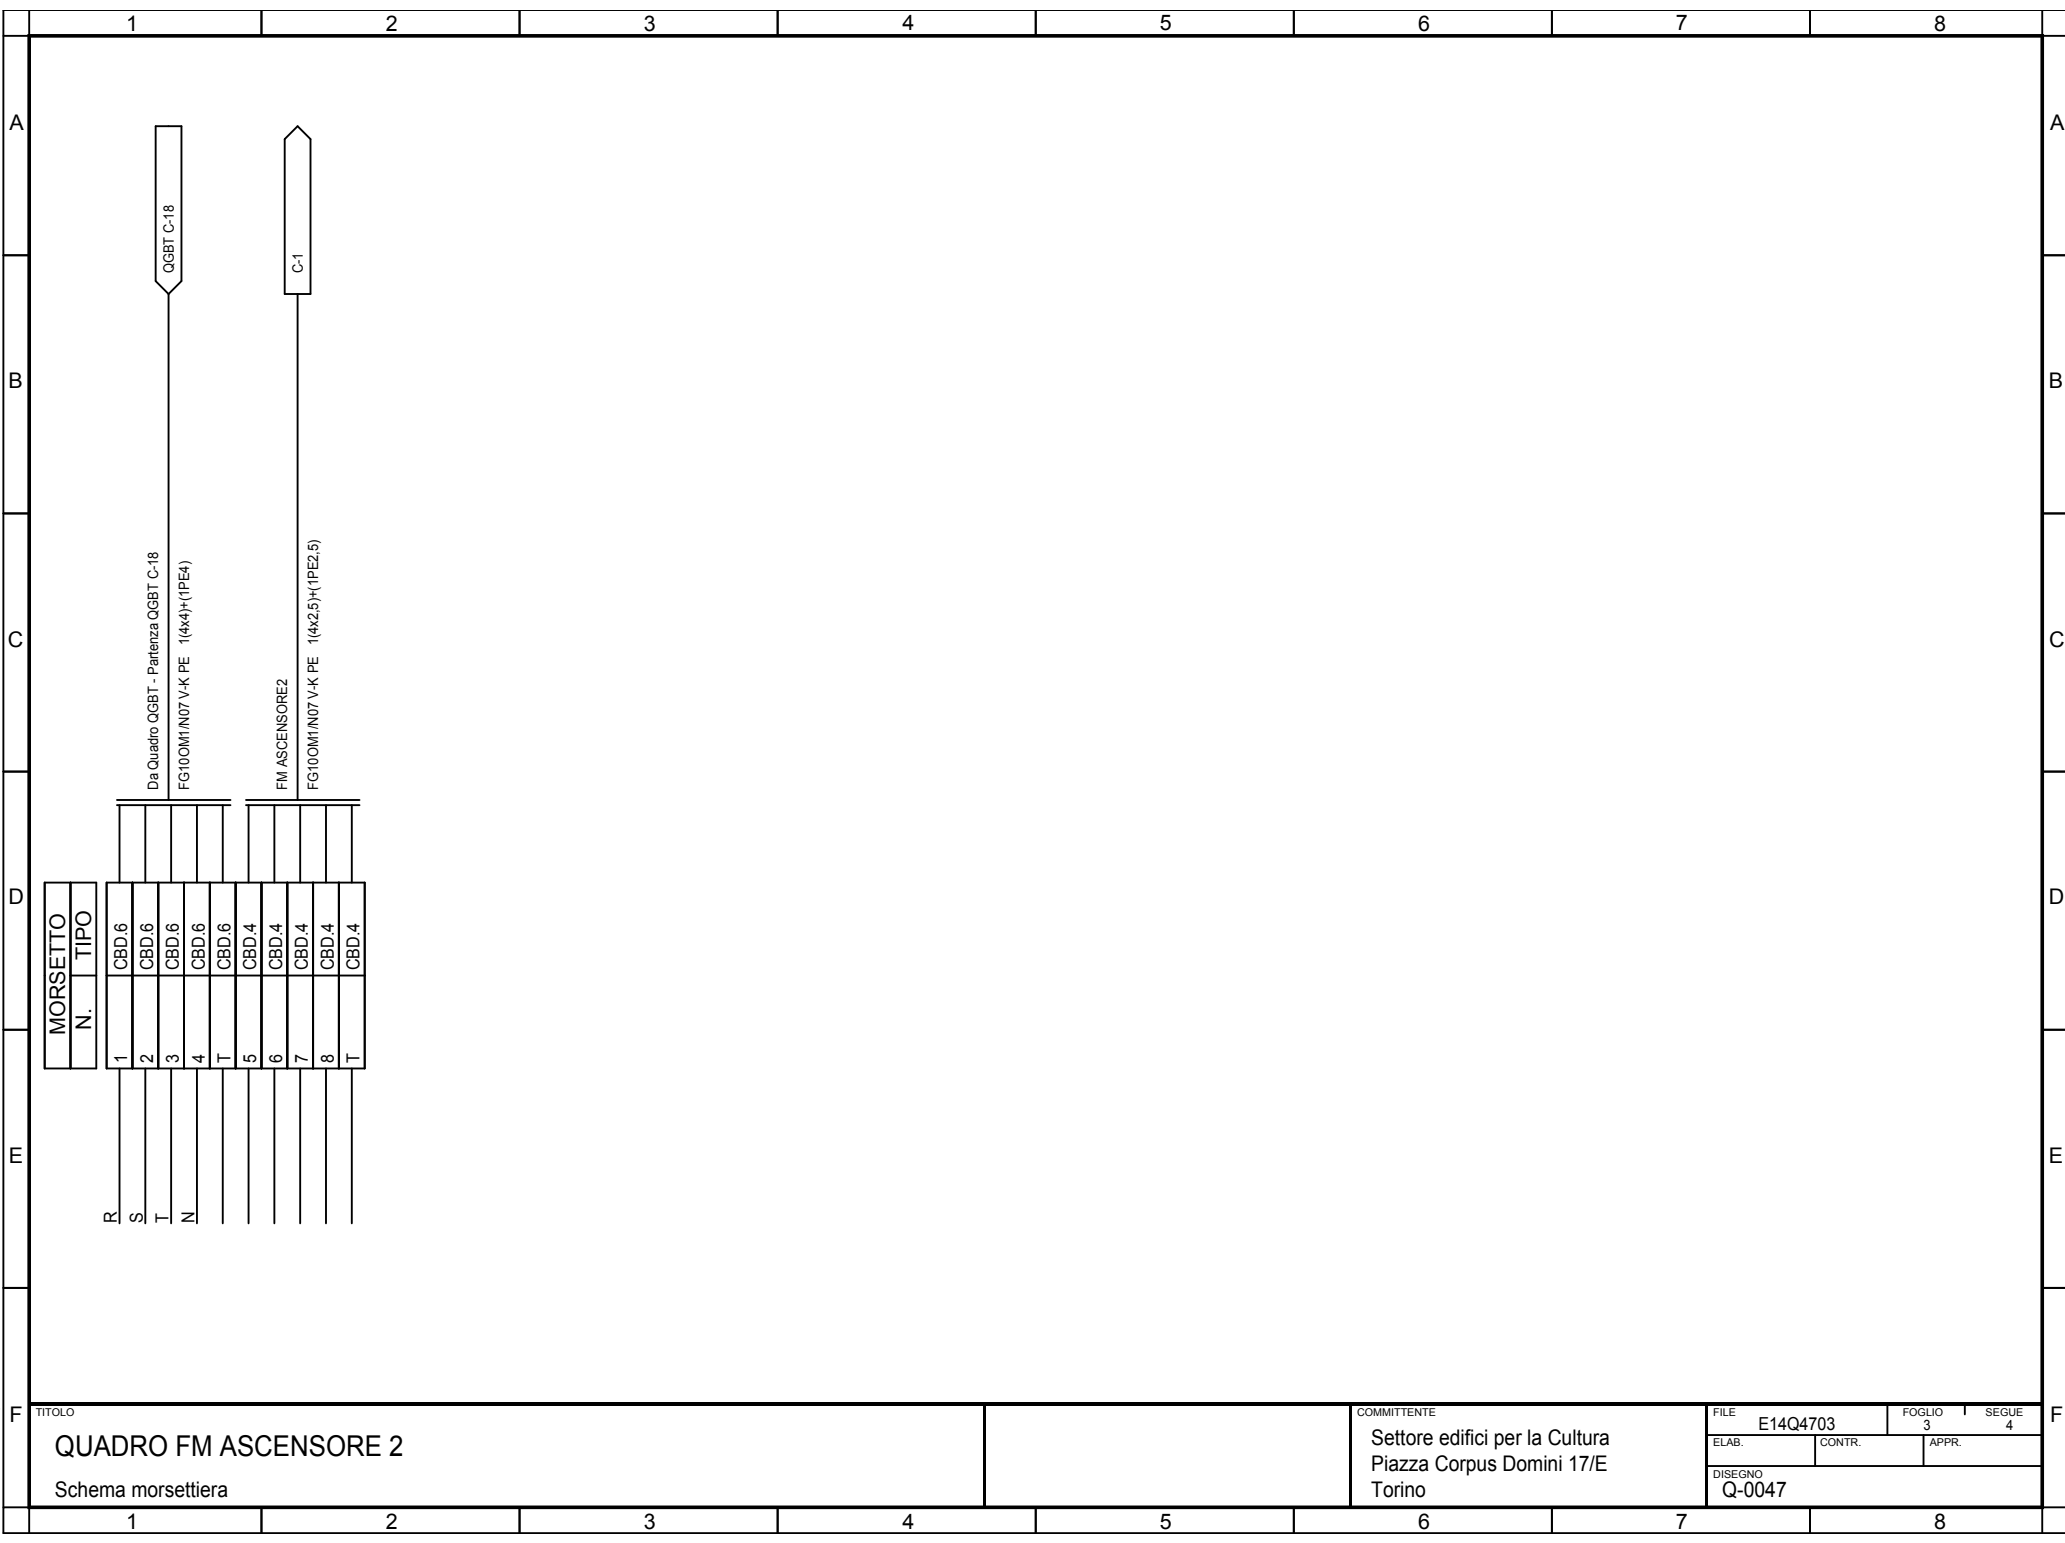 1 2 3 4 5 6 7 8
A A
B B
C C
D D
E E
F F
QGBT C-18
C-1
Da Quadro QGBT - Partenza QGBT C-18
FG10OM1/N07 V-K PE 1(4x4)+(1PE4)
FM ASCENSORE2
FG10OM1/N07 V-K PE 1(4x2,5)+(1PE2,5)
MORSETTO
N. TIPO
1 CBD.6
2 CBD.6
3 CBD.6
4 CBD.6
T CBD.6
5 CBD.4
6 CBD.4
7 CBD.4
8 CBD.4
T CBD.4
R
S
T
N
TITOLO
QUADRO FM ASCENSORE 2
Schema morsettiera
COMMITTENTE
Settore edifici per la Cultura
Piazza Corpus Domini 17/E
Torino
FILE
E14Q4703
FOGLIO
3
SEGUE
4
ELAB. CONTR. APPR.
DISEGNO
Q-0047
1 2 3 4 5 6 7 8